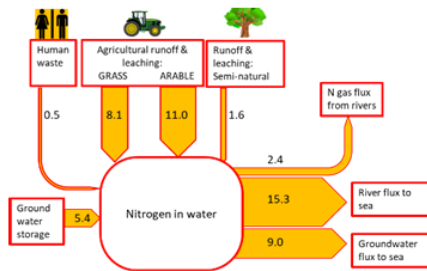 Human
waste
Agricultural runoff &
leaching:
GRASS ARABLE
Runoff &
leaching:
Semi-natural
N gas flux
from rivers
0.5
8.1
11.0
1.6
2.4
Ground
water
storage
5.4
Nitrogen in water
15.3
River flux to
sea
9.0
Groundwater
flux to sea